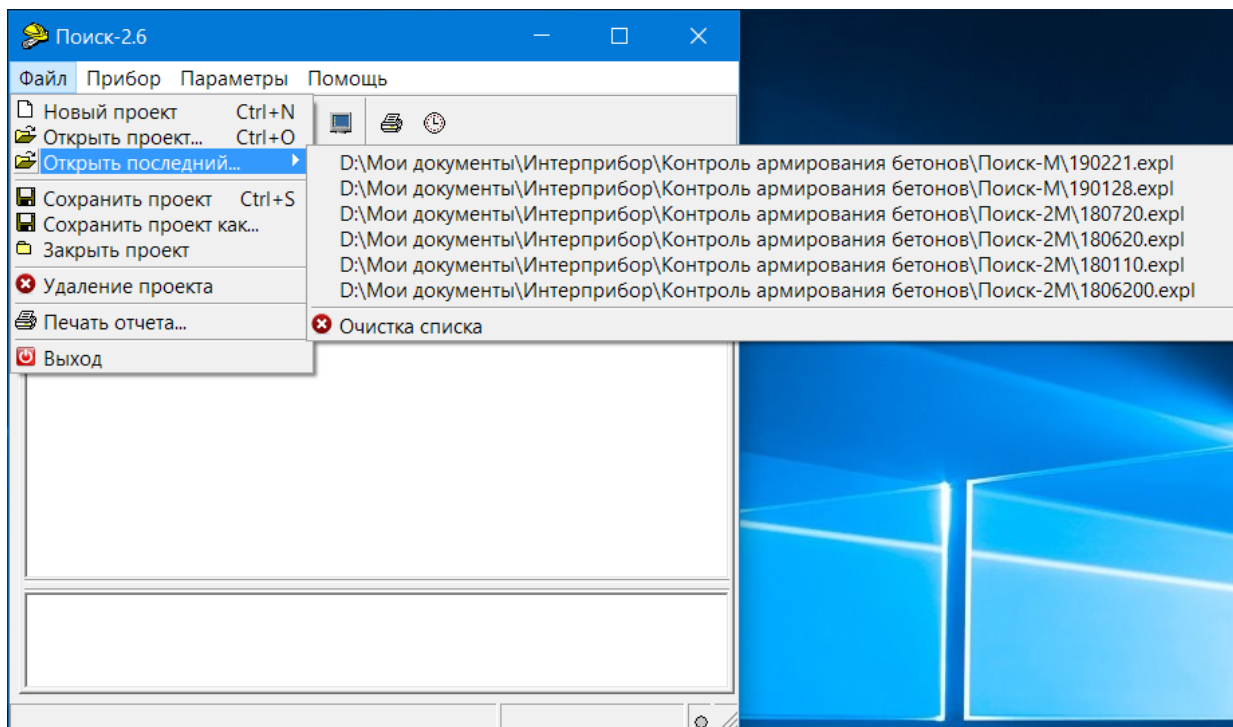 Поиск-2.6
Файл Прибор Параметры Помощь
Новый проект Ctrl+N
Открыть проект... Ctrl+O
Открыть последний...
D:\Мои документы\Интерприбор\Контроль армирования бетонов\Поиск-М\190221.expl
D:\Мои документы\Интерприбор\Контроль армирования бетонов\Поиск-М\190128.expl
D:\Мои документы\Интерприбор\Контроль армирования бетонов\Поиск-2М\180720.expl
D:\Мои документы\Интерприбор\Контроль армирования бетонов\Поиск-2М\180620.expl
D:\Мои документы\Интерприбор\Контроль армирования бетонов\Поиск-2М\180110.expl
D:\Мои документы\Интерприбор\Контроль армирования бетонов\Поиск-2М\1806200.expl
Очистка списка
Сохранить проект Ctrl+S
Сохранить проект как...
Закрыть проект
Удаление проекта
Печать отчета...
Выход